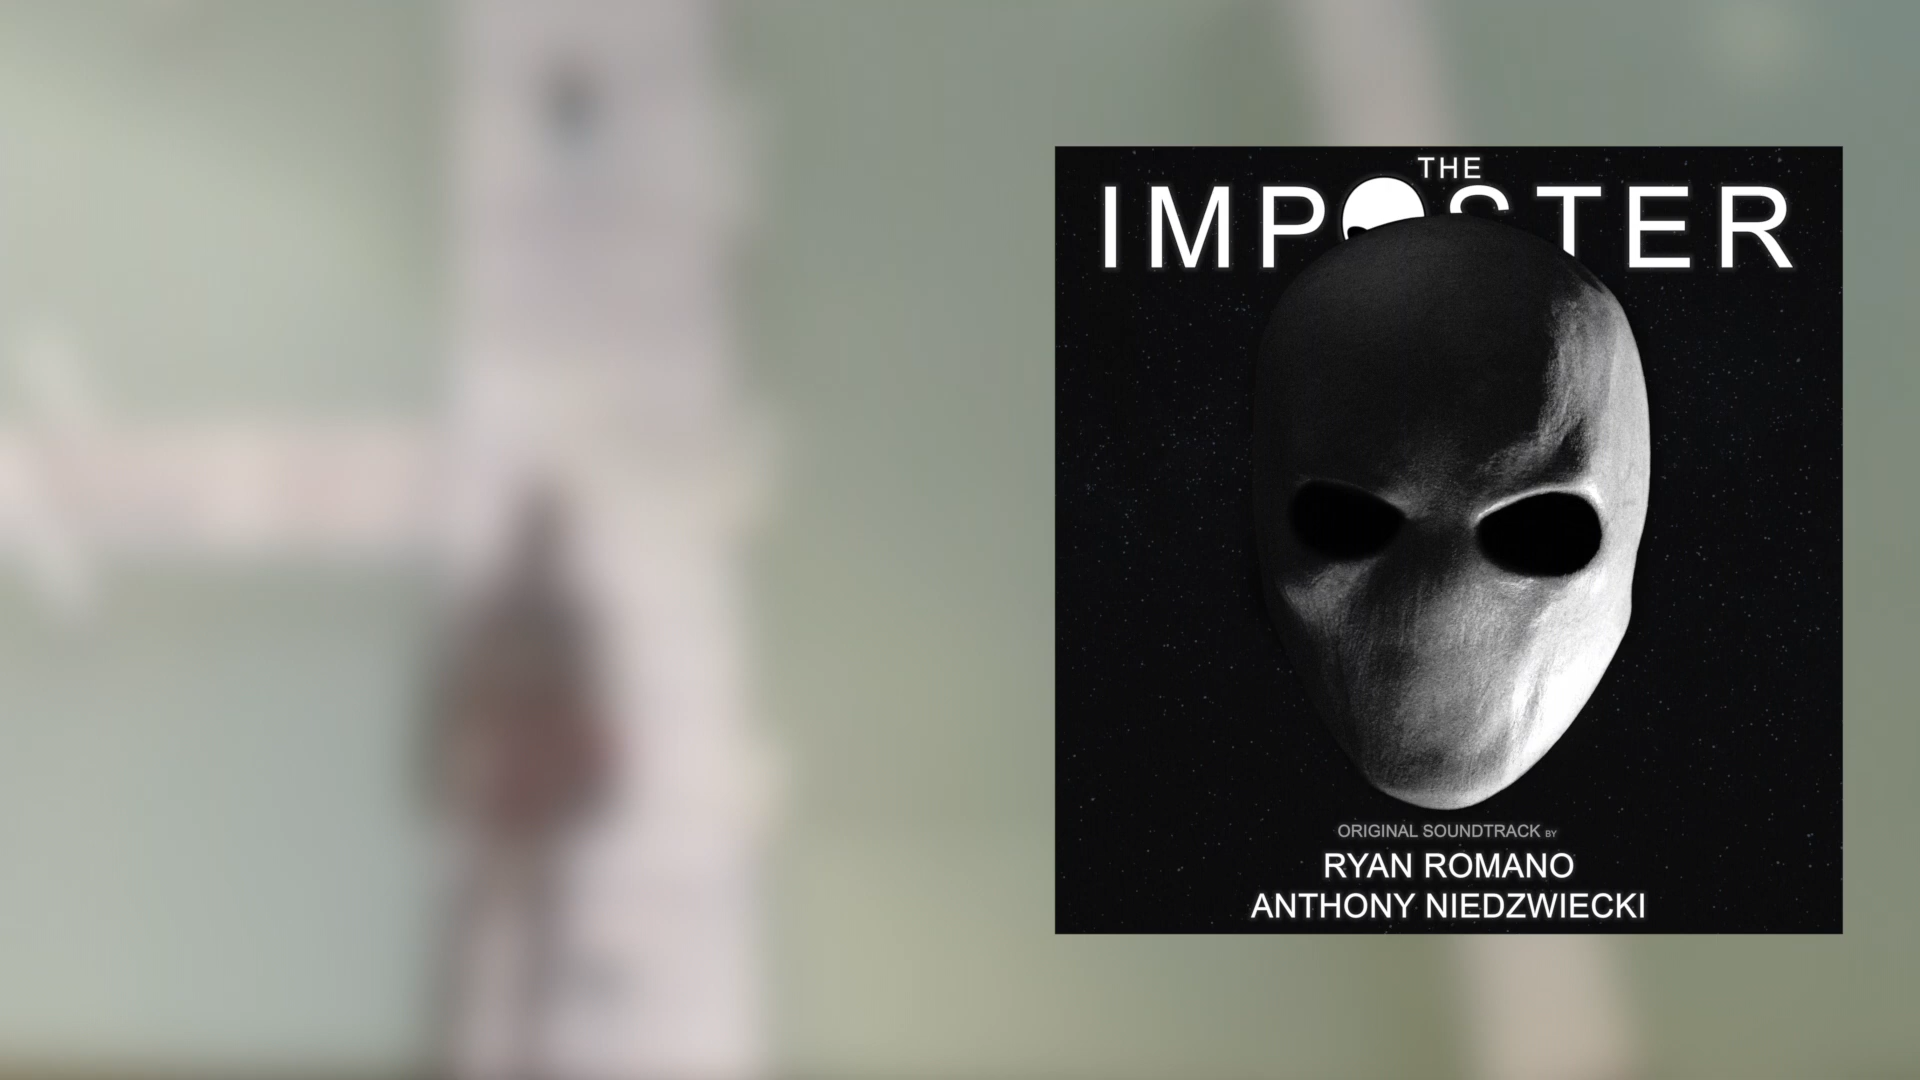 THE
IMPOSTER
ORIGINAL SOUNDTRACK BY
RYAN ROMANO
ANTHONY NIEDZWIECKI